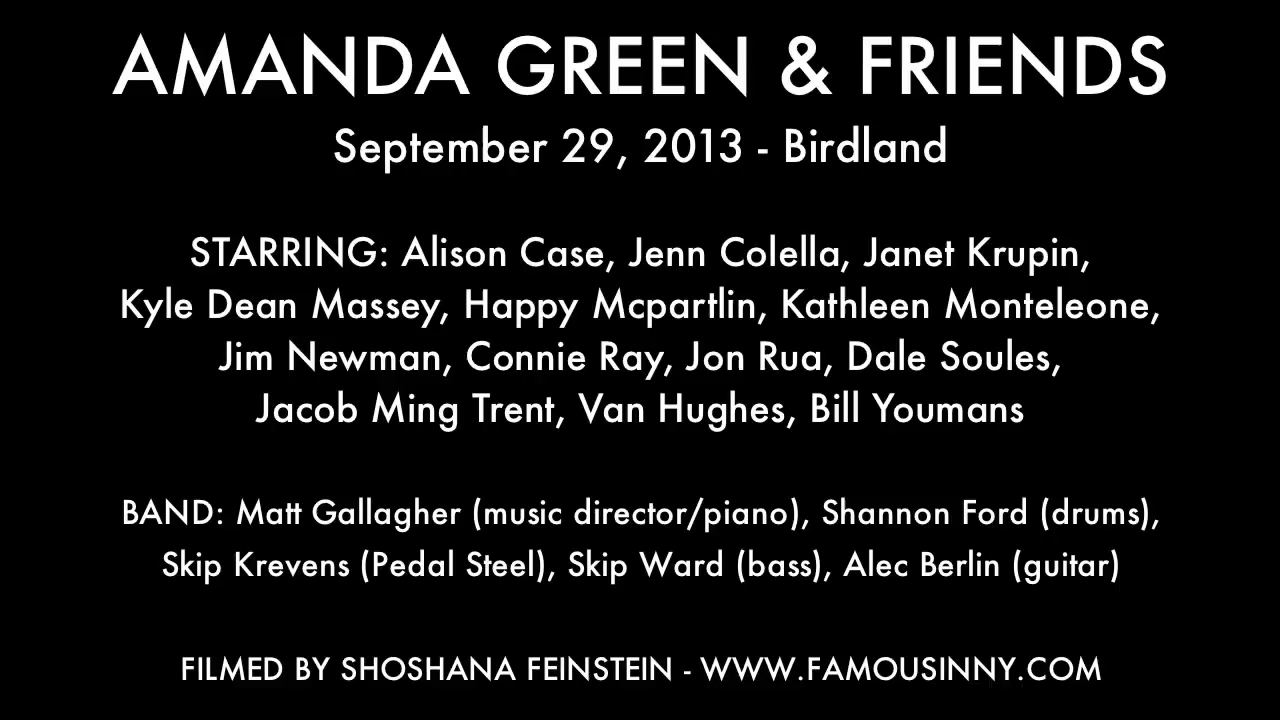 AMANDA GREEN & FRIENDS
September 29, 2013 - Birdland
STARRING: Alison Case, Jenn Colella, Janet Krupin,
Kyle Dean Massey, Happy Mcpartlin, Kathleen Monteleone,
Jim Newman, Connie Ray, Jon Rua, Dale Soules,
Jacob Ming Trent, Van Hughes, Bill Youmans
BAND: Matt Gallagher (music director/piano), Shannon Ford (drums),
Skip Krevens (Pedal Steel), Skip Ward (bass), Alec Berlin (guitar)
FILMED BY SHOSHANA FEINSTEIN - WWW.FAMOUSINNY.COM